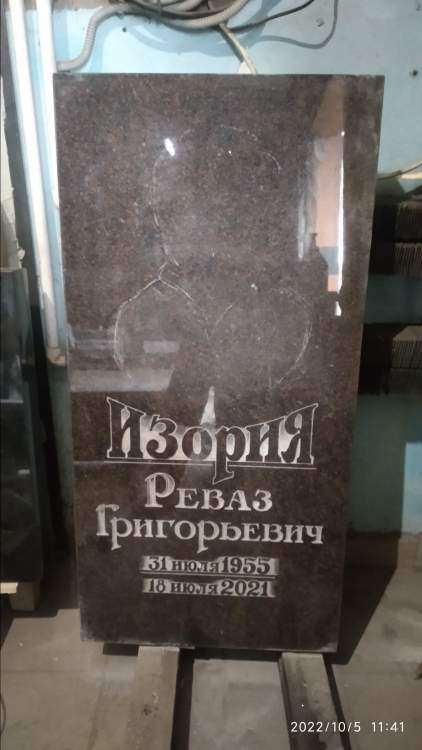 ИЗОРИЯ
РЕВАЗ
ГРИГОРЬЕВИЧ
31 июля 1955
18 июля 2021
2022/10/5 11:41